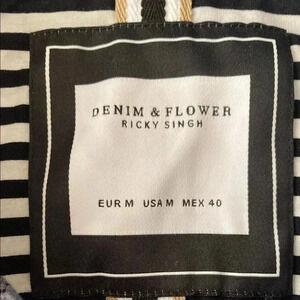 DENIM & FLOWER
RICKY SINGH
EUR M USA M MEX 40